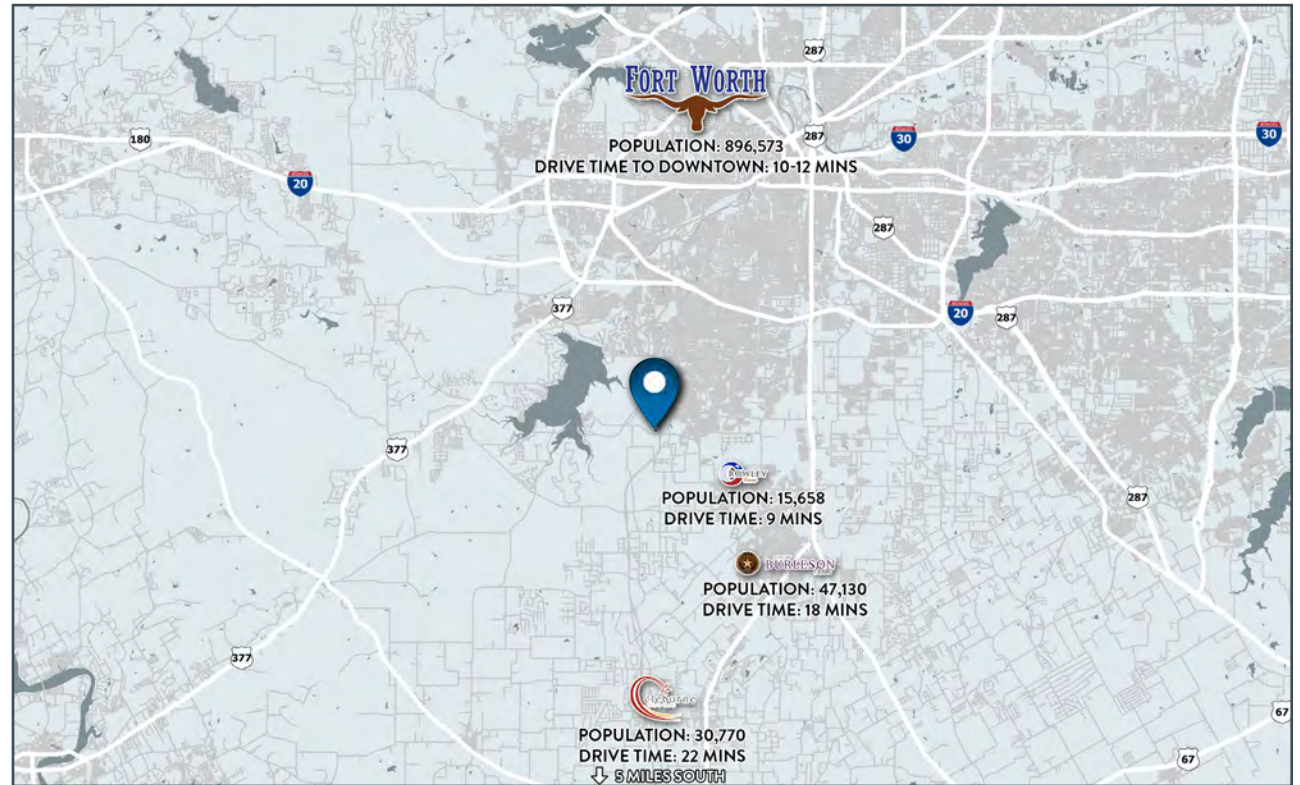 287
FORT WORTH
POPULATION: 896,573
DRIVE TIME TO DOWNTOWN: 10-12 MINS
180
287
30
30
20
287
377
20
287
377
CROWLEY
POPULATION: 15,658
DRIVE TIME: 9 MINS
287
BURLESON
POPULATION: 47,130
DRIVE TIME: 18 MINS
377
Cleburne
POPULATION: 30,770
DRIVE TIME: 22 MINS
5 MILES SOUTH
67
67